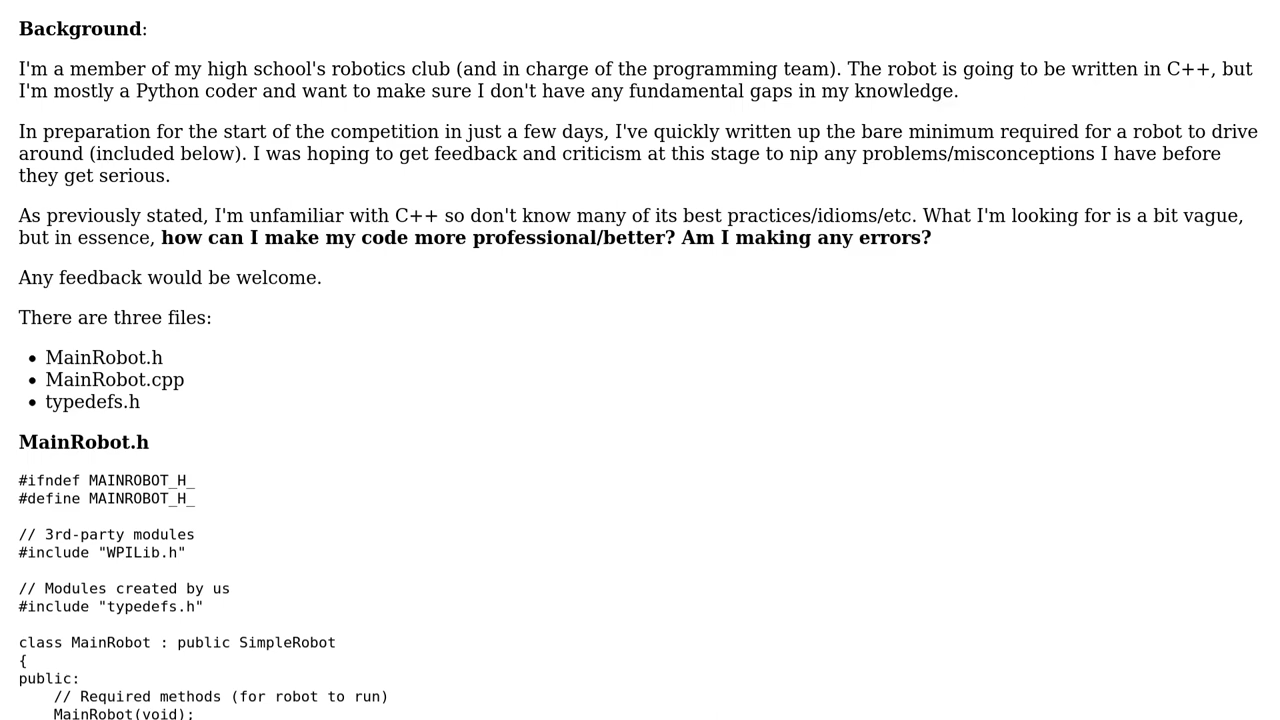 Background:
I'm a member of my high school's robotics club (and in charge of the programming team). The robot is going to be written in C++, but
I'm mostly a Python coder and want to make sure I don't have any fundamental gaps in my knowledge.
In preparation for the start of the competition in just a few days, I've quickly written up the bare minimum required for a robot to drive
around (included below). I was hoping to get feedback and criticism at this stage to nip any problems/misconceptions I have before
they get serious.
As previously stated, I'm unfamiliar with C++ so don't know many of its best practices/idioms/etc. What I'm looking for is a bit vague,
but in essence, how can I make my code more professional/better? Am I making any errors?
Any feedback would be welcome.
There are three files:
• MainRobot.h
• MainRobot.cpp
• typedefs.h
MainRobot.h
#ifndef MAINROBOT_H_
#define MAINROBOT_H_
// 3rd-party modules
#include "WPILib.h"
// Modules created by us
#include "typedefs.h"
class MainRobot : public SimpleRobot
{
public:
// Required methods (for robot to run)
MainRobot(void);